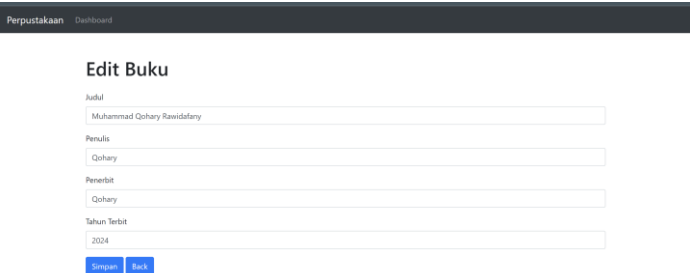 Perpustakaan Dashboard
Edit Buku
Judul
Muhammad Qohary Rawidafany
Penulis
Qohary
Penerbit
Qohary
Tahun Terbit
2024
Simpan Back